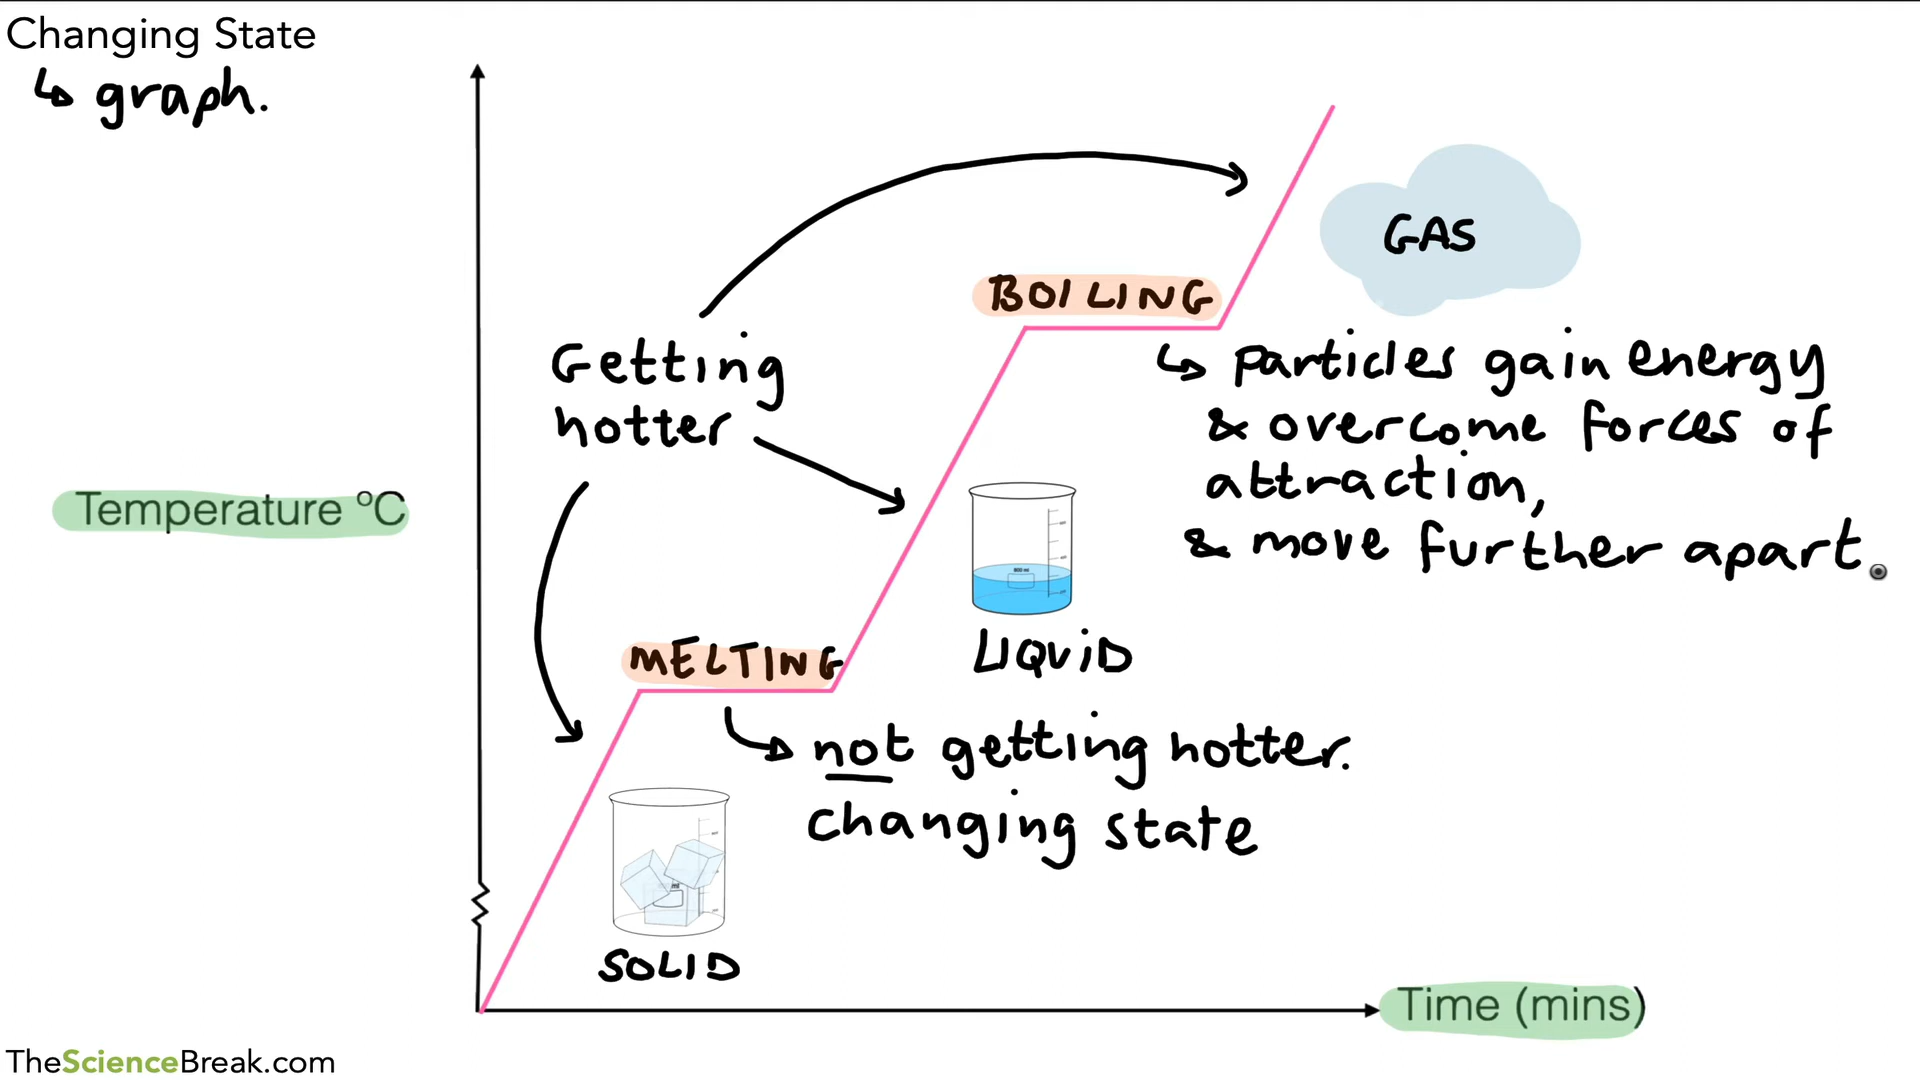 Changing State
↳ graph.
GAS
BOILING
Getting
hotter
↳ particles gain energy
& overcome forces of
attraction,
& move further apart.
Temperature °C
LIQUID
MELTING
↳ not getting hotter.
changing state
SOLID
Time (mins)
TheScienceBreak.com